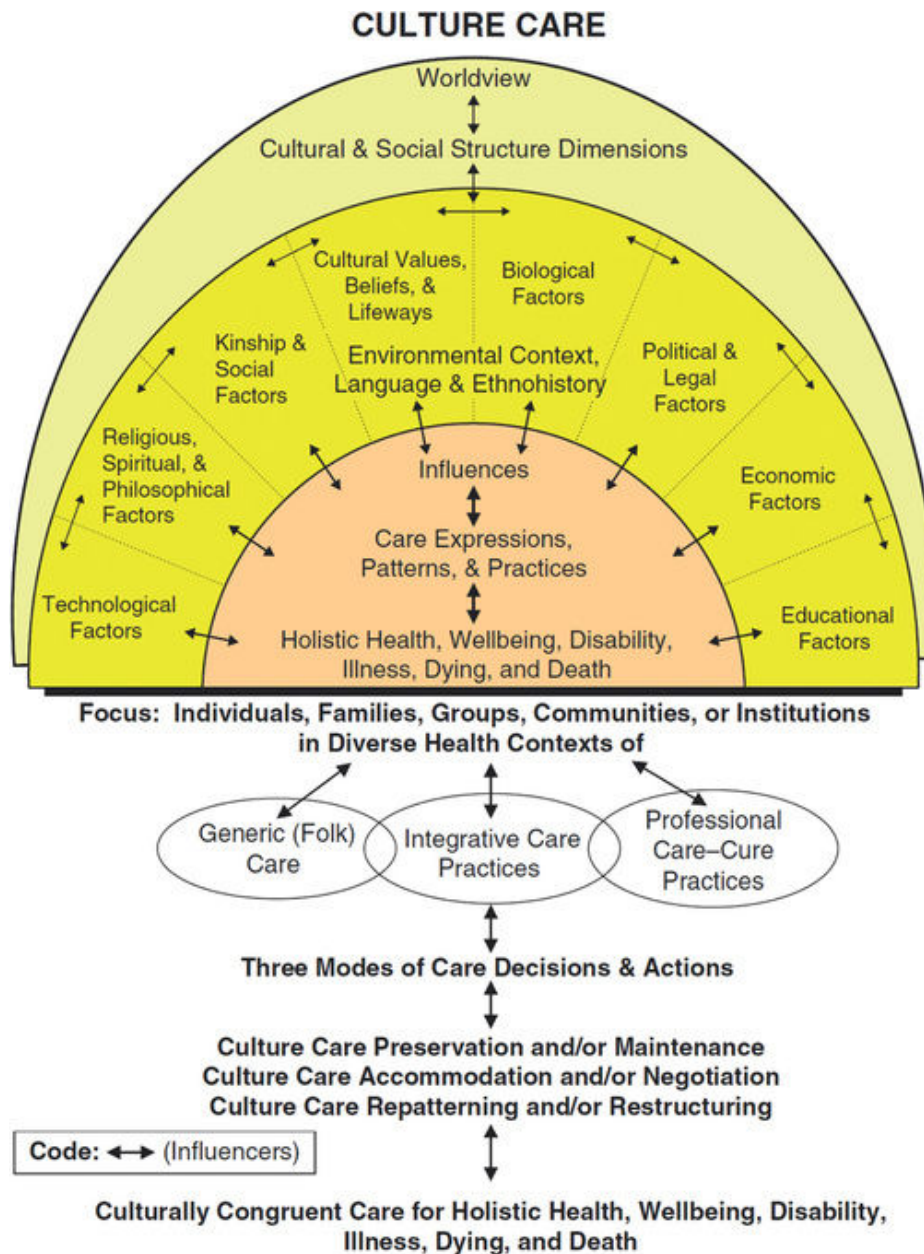 CULTURE CARE
Worldview
Cultural & Social Structure Dimensions
Cultural Values,
Beliefs, &
Lifeways
Biological
Factors
Kinship &
Social
Factors
Environmental Context,
Language & Ethnohistory
Political &
Legal
Factors
Religious,
Spiritual, &
Philosophical
Factors
Influences
Economic
Factors
Care Expressions,
Patterns, & Practices
Technological
Factors
Holistic Health, Wellbeing, Disability,
Illness, Dying, and Death
Educational
Factors
Focus: Individuals, Families, Groups, Communities, or Institutions
in Diverse Health Contexts of
Generic (Folk)
Care
Integrative Care
Practices
Professional
Care–Cure
Practices
Three Modes of Care Decisions & Actions
Culture Care Preservation and/or Maintenance
Culture Care Accommodation and/or Negotiation
Culture Care Repatterning and/or Restructuring
Code: ↔ (Influencers)
Culturally Congruent Care for Holistic Health, Wellbeing, Disability,
Illness, Dying, and Death